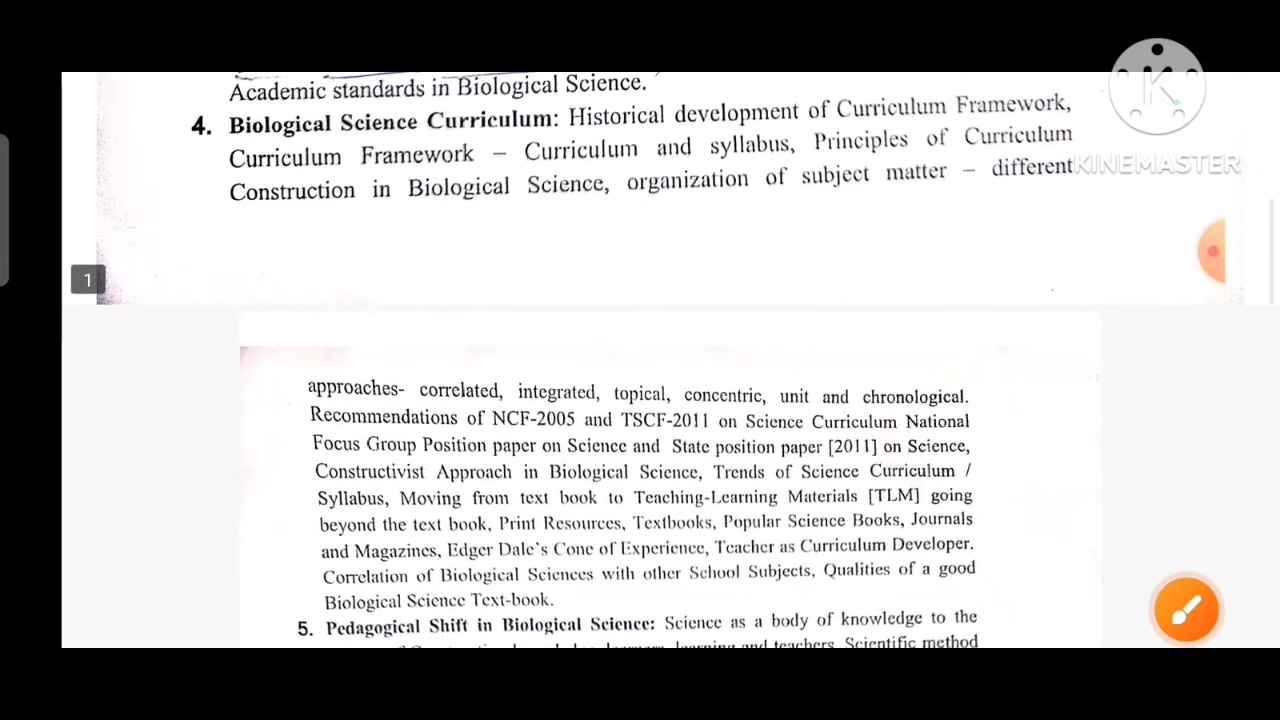 Academic standards in Biological Science.
4. Biological Science Curriculum: Historical development of Curriculum Framework,
Curriculum Framework – Curriculum and syllabus, Principles of Curriculum
Construction in Biological Science, organization of subject matter – different
KINEMASTER
1
approaches- correlated, integrated, topical, concentric, unit and chronological.
Recommendations of NCF-2005 and TSCF-2011 on Science Curriculum National
Focus Group Position paper on Science and State position paper [2011] on Science,
Constructivist Approach in Biological Science, Trends of Science Curriculum /
Syllabus, Moving from text book to Teaching-Learning Materials [TLM] going
beyond the text book, Print Resources, Textbooks, Popular Science Books, Journals
and Magazines, Edger Dale's Cone of Experience, Teacher as Curriculum Developer.
Correlation of Biological Sciences with other School Subjects, Qualities of a good
Biological Science Text-book.
5. Pedagogical Shift in Biological Science: Science as a body of knowledge to the
learning and teachers, Scientific method